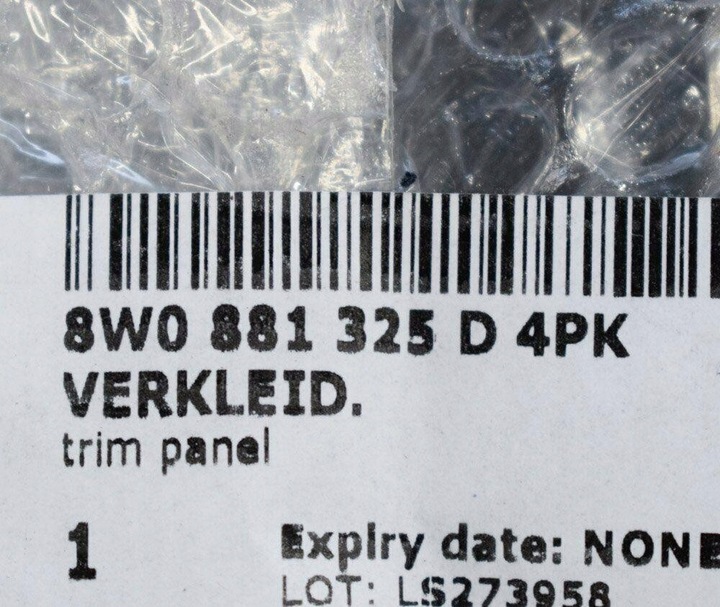 8W0 881 325 D 4PK
VERKLEID.
trim panel
1
Expiry date: NONE
LOT: LS273958